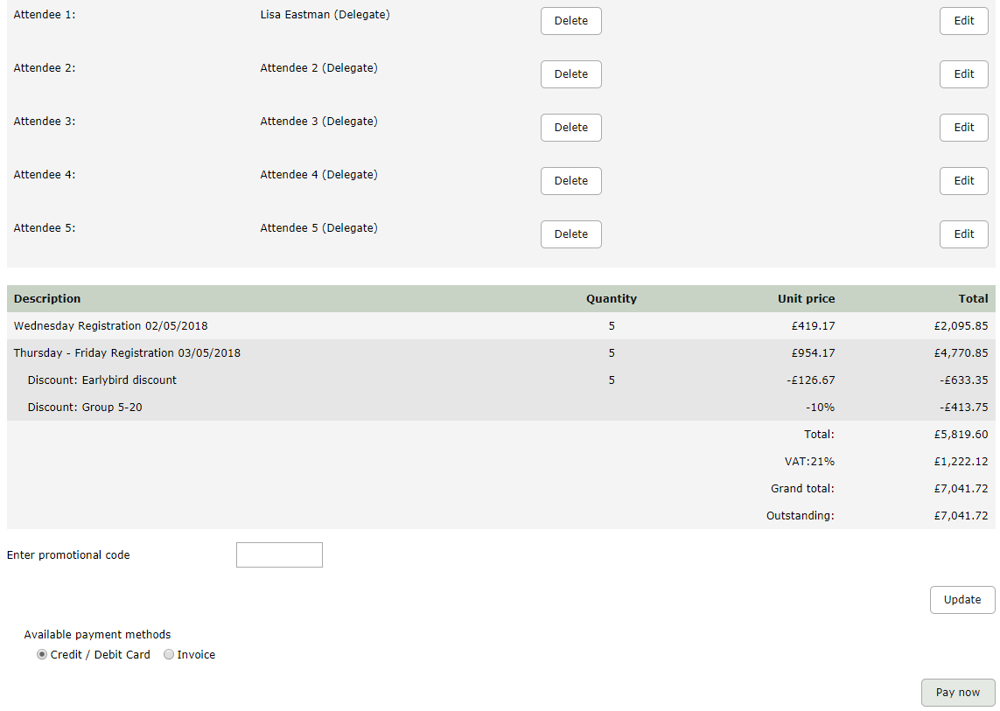 Attendee 1: Lisa Eastman (Delegate) Delete Edit
Attendee 2: Attendee 2 (Delegate) Delete Edit
Attendee 3: Attendee 3 (Delegate) Delete Edit
Attendee 4: Attendee 4 (Delegate) Delete Edit
Attendee 5: Attendee 5 (Delegate) Delete Edit
Description Quantity Unit price Total
Wednesday Registration 02/05/2018 5 £419.17 £2,095.85
Thursday - Friday Registration 03/05/2018 5 £954.17 £4,770.85
Discount: Earlybird discount 5 -£126.67 -£633.35
Discount: Group 5-20 -10% -£413.75
Total: £5,819.60
VAT:21% £1,222.12
Grand total: £7,041.72
Outstanding: £7,041.72
Enter promotional code
Update
Available payment methods
Credit / Debit Card Invoice
Pay now